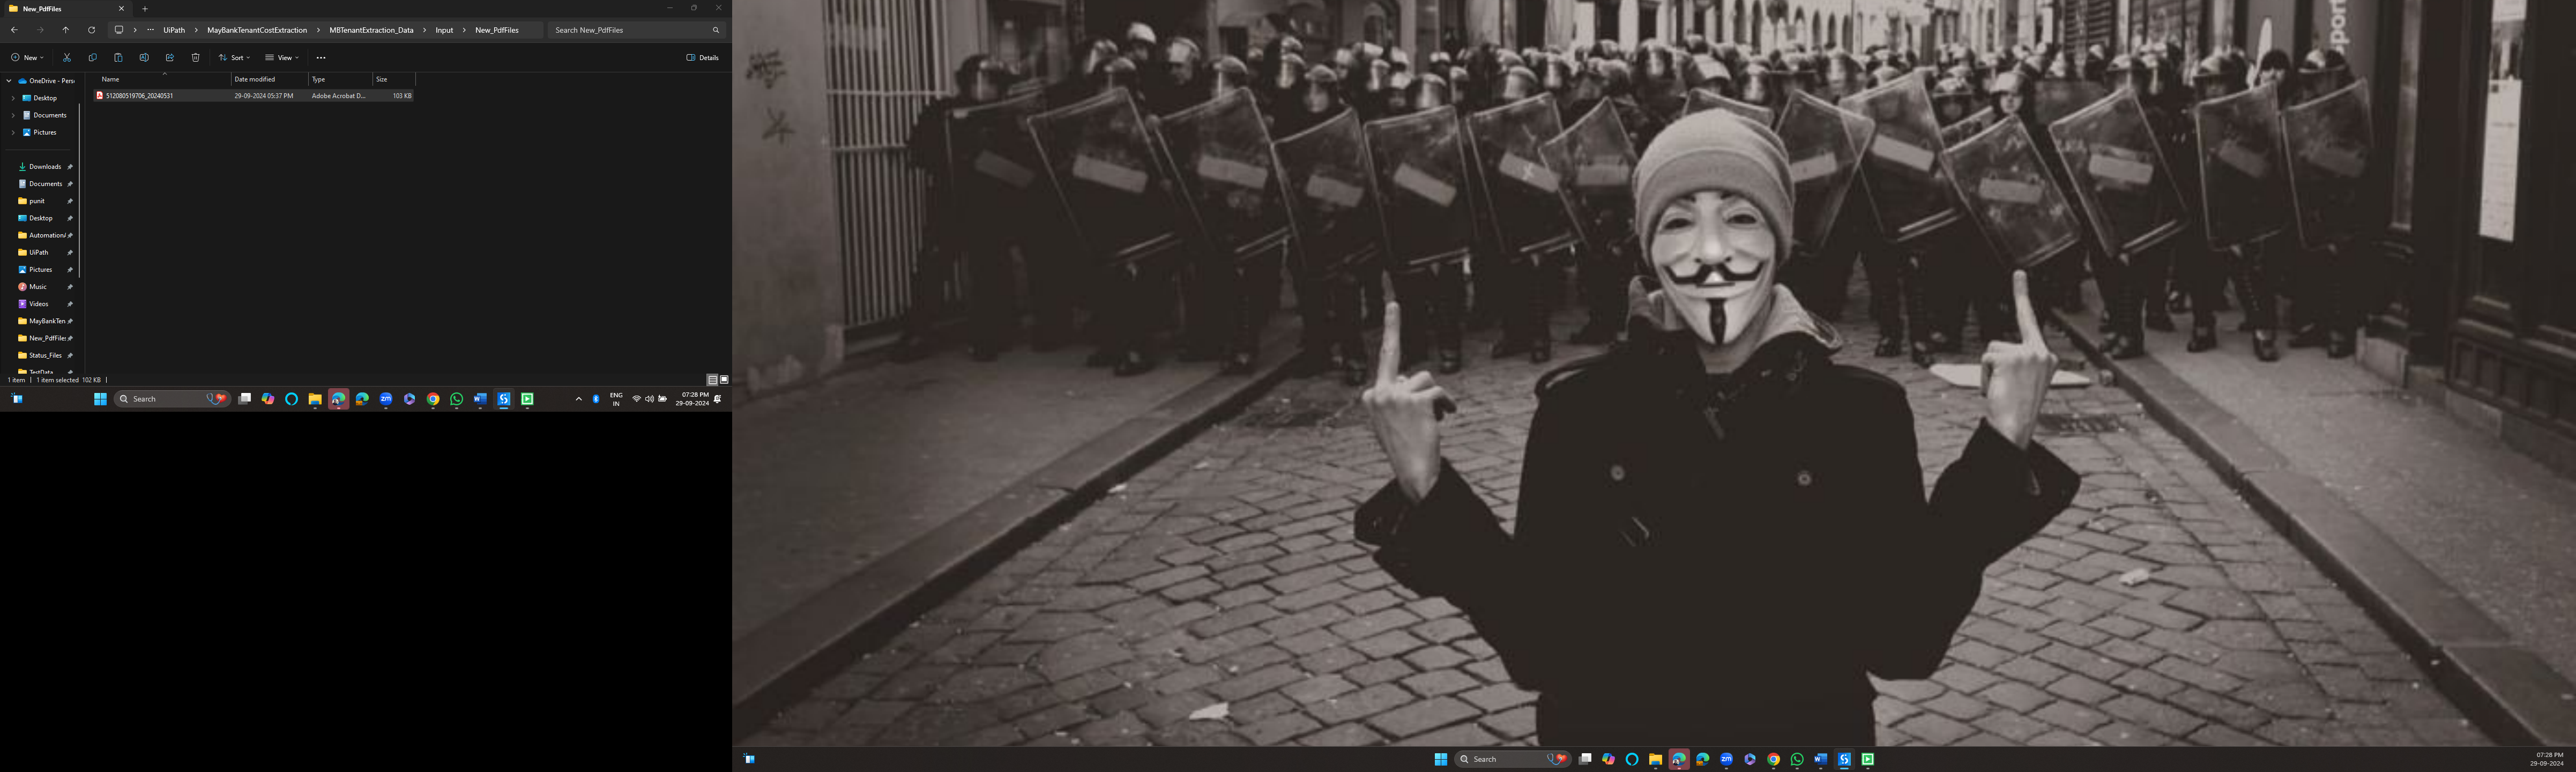 New_PdfFiles
UiPath > MayBankTenantCostExtraction > MBTenantExtraction_Data > Input > New_PdfFiles
Search New_PdfFiles
New
Sort
View
Details
Name
Date modified
Type
Size
512080519706_20240531
29-09-2024 05:37 PM
Adobe Acrobat D...
103 KB
OneDrive - Pers
Desktop
Documents
Pictures
Downloads
Documents
punit
Desktop
Automation
UiPath
Pictures
Music
Videos
MayBankTen
New_PdfFiles
Status_Files
TestData
1 item
1 item selected 102 KB
Search
ENG
IN
07:28 PM
29-09-2024
port
Search
07:28 PM
29-09-2024